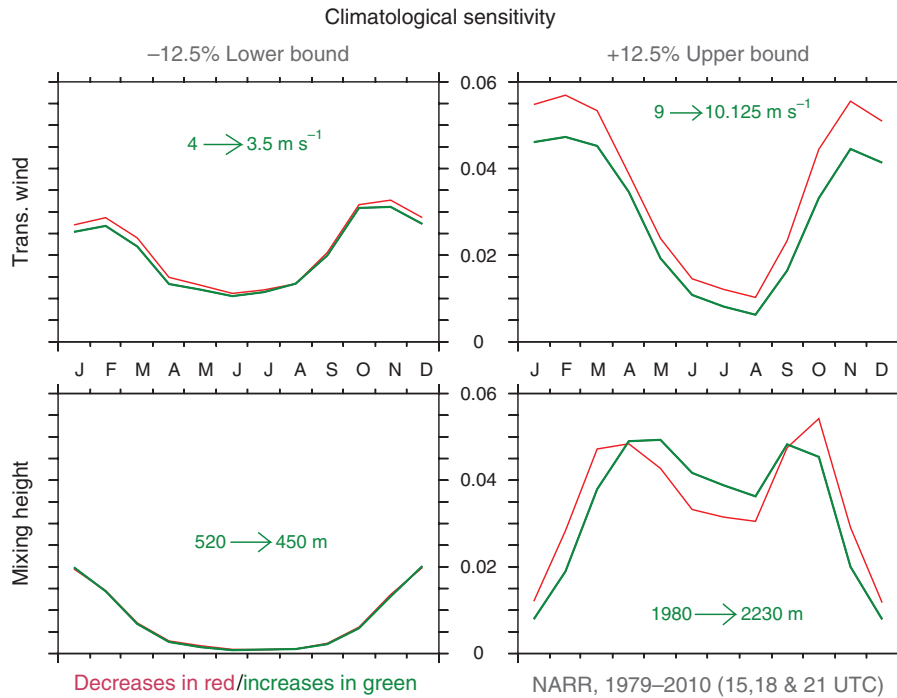 Climatological sensitivity
–12.5% Lower bound
+12.5% Upper bound
Trans. wind
4 → 3.5 m s⁻¹
0.06
0.04
0.02
0
9 → 10.125 m s⁻¹
J F M A M J J A S O N D
J F M A M J J A S O N D
Mixing height
520 → 450 m
0.06
0.04
0.02
0
1980 → 2230 m
Decreases in red/increases in green
NARR, 1979–2010 (15,18 & 21 UTC)